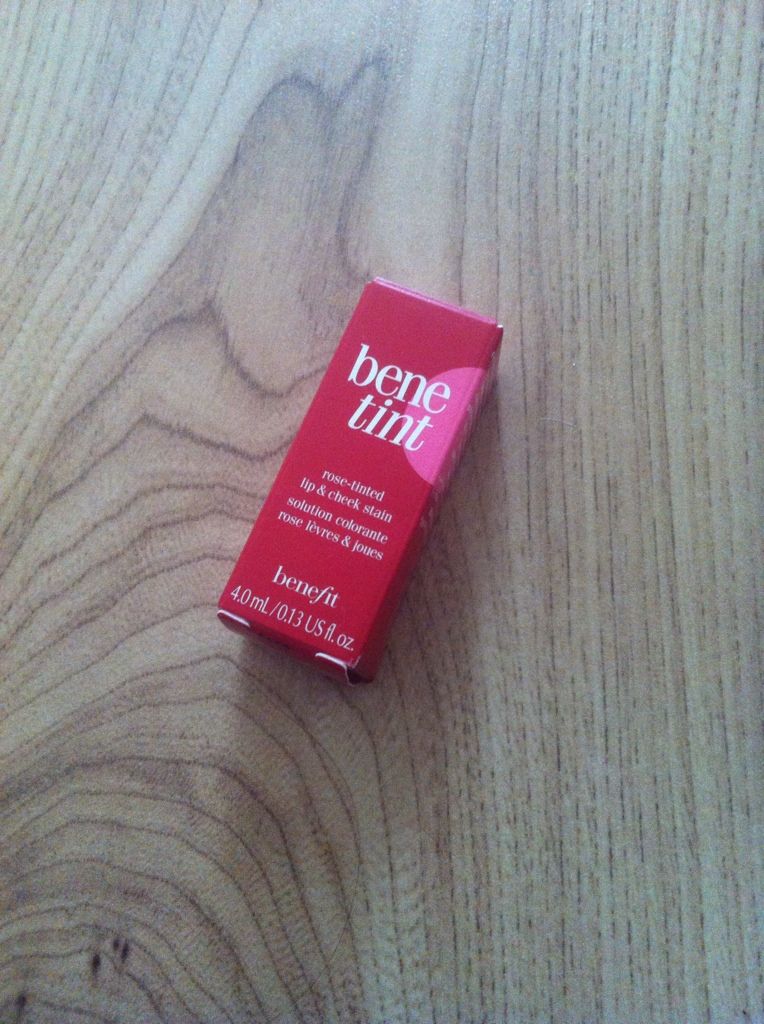 bene
tint
rose-tinted
lip & cheek stain
solution colorante
rose lèvres & joues
benefit
4.0 mL / 0.13 US fl. oz.